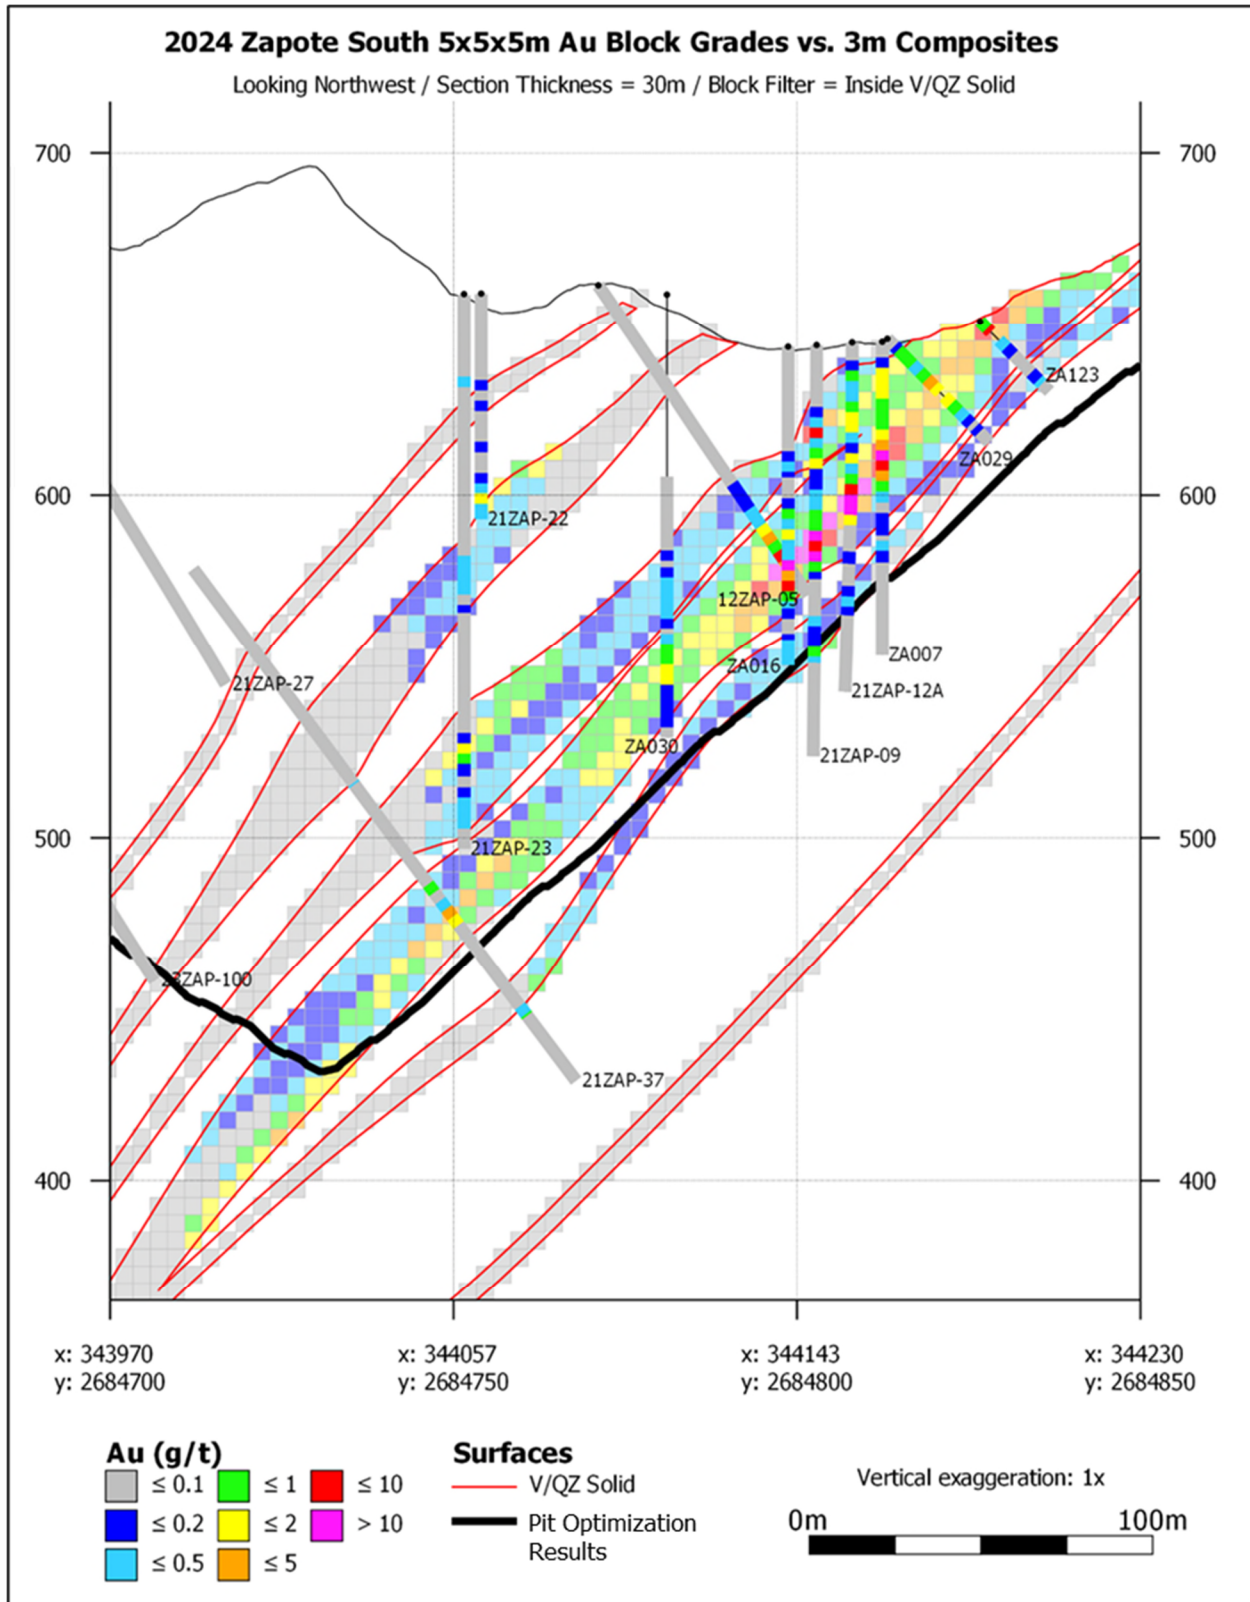 2024 Zapote South 5x5x5m Au Block Grades vs. 3m Composites
Looking Northwest / Section Thickness = 30m / Block Filter = Inside V/QZ Solid
700 700
ZA123
ZA029
600 600
21ZAP-22
12ZAP-05
ZA016
ZA007
21ZAP-27
21ZAP-12A
ZA030
21ZAP-09
500 500
21ZAP-23
23ZAP-100
21ZAP-37
400 400
x: 343970 x: 344057 x: 344143 x: 344230
y: 2684700 y: 2684750 y: 2684800 y: 2684850
Au (g/t)
≤ 0.1 ≤ 1 ≤ 10
≤ 0.2 ≤ 2 > 10
≤ 0.5 ≤ 5
Surfaces
V/QZ Solid
Pit Optimization
Results
Vertical exaggeration: 1x
0m 100m